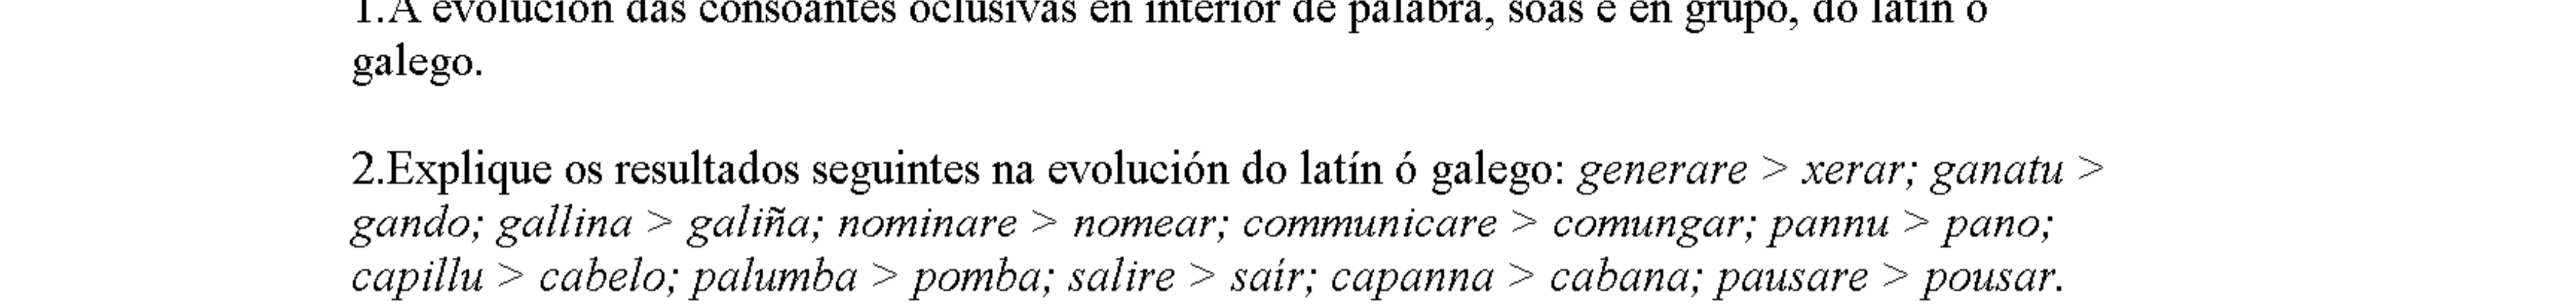 1.A evolución das consoantes oclusivas en interior de palabra, soas e en grupo, do latín ó
galego.
2.Explique os resultados seguintes na evolución do latín ó galego: generare > xerar; ganatu >
gando; gallina > galiña; nominare > nomear; communicare > comungar; pannu > pano;
capillu > cabelo; palumba > pomba; salire > saír; capanna > cabana; pausare > pousar.